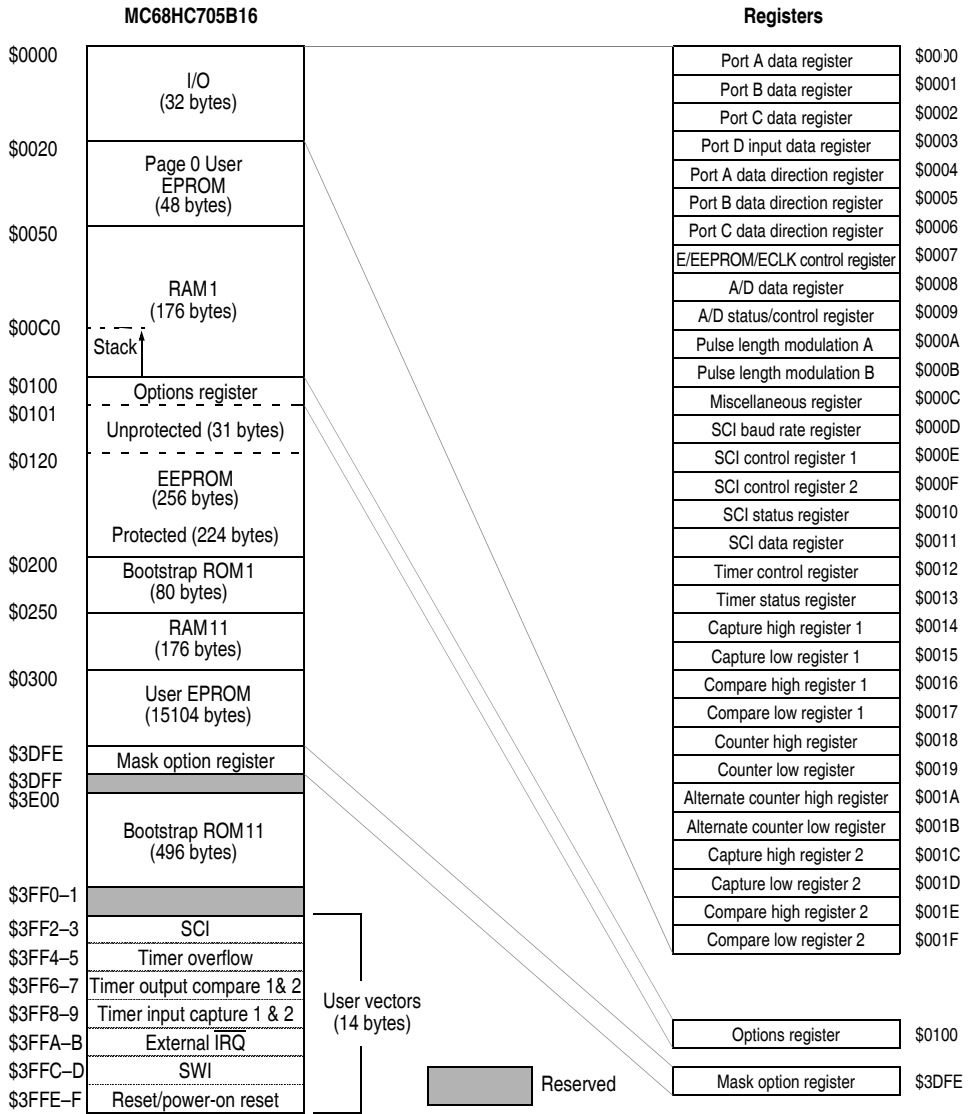 MC68HC705B16
$0000
I/O
(32 bytes)
$0020
Page 0 User
EPROM
(48 bytes)
$0050
RAM1
(176 bytes)
$00C0
Stack
$0100
Options register
$0101
Unprotected (31 bytes)
$0120
EEPROM
(256 bytes)
Protected (224 bytes)
$0200
Bootstrap ROM1
(80 bytes)
$0250
RAM11
(176 bytes)
$0300
User EPROM
(15104 bytes)
$3DFE
Mask option register
$3DFF
$3E00
Bootstrap ROM11
(496 bytes)
$3FF0–1
$3FF2–3 SCI
$3FF4–5 Timer overflow
$3FF6–7 Timer output compare 1& 2
$3FF8–9 Timer input capture 1 & 2
$3FFA–B External IRQ
$3FFC–D SWI
$3FFE–F Reset/power-on reset
User vectors
(14 bytes)
Reserved
Registers
Port A data register $0000
Port B data register $0001
Port C data register $0002
Port D input data register $0003
Port A data direction register $0004
Port B data direction register $0005
Port C data direction register $0006
E/EEPROM/ECLK control register $0007
A/D data register $0008
A/D status/control register $0009
Pulse length modulation A $000A
Pulse length modulation B $000B
Miscellaneous register $000C
SCI baud rate register $000D
SCI control register 1 $000E
SCI control register 2 $000F
SCI status register $0010
SCI data register $0011
Timer control register $0012
Timer status register $0013
Capture high register 1 $0014
Capture low register 1 $0015
Compare high register 1 $0016
Compare low register 1 $0017
Counter high register $0018
Counter low register $0019
Alternate counter high register $001A
Alternate counter low register $001B
Capture high register 2 $001C
Capture low register 2 $001D
Compare high register 2 $001E
Compare low register 2 $001F
Options register $0100
Mask option register $3DFE